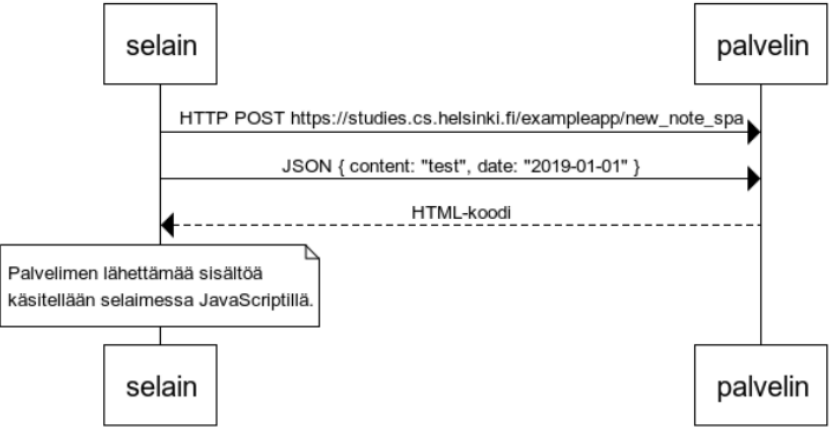 selain
palvelin
HTTP POST https://studies.cs.helsinki.fi/exampleapp/new_note_spa
JSON { content: "test", date: "2019-01-01" }
HTML-koodi
Palvelimen lähettämää sisältöä
käsitellään selaimessa JavaScriptillä.
selain
palvelin